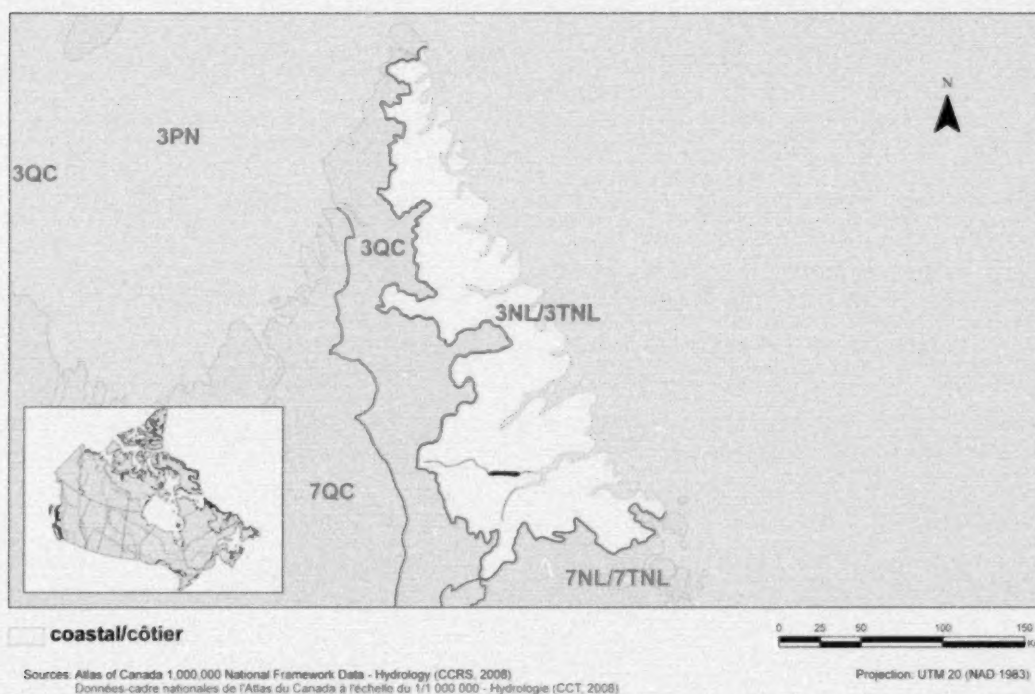 N
3PN
3QC
3QC
3NL/3TNL
7QC
7NL/7TNL
coastal/côtier
0 25 50 100 150
Sources: Atlas of Canada 1,000,000 National Framework Data - Hydrology (CCRS, 2008)
Données-cadre nationales de l'Atlas du Canada à l'échelle du 1/1 000 000 - Hydrologie (CCT, 2008)
Projection: UTM 20 (NAD 1983)